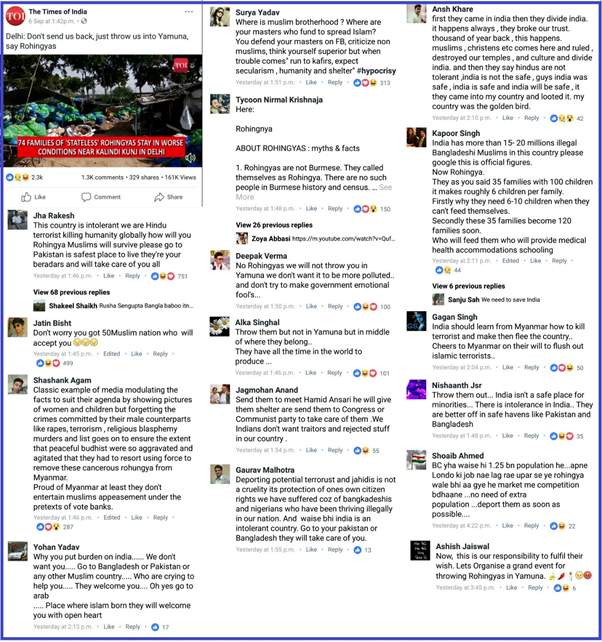 The Times of India
6 Sep at 1:42p.m.
Delhi: Don't send us back, just throw us into Yamuna,
say Rohingyas
TOI
74 FAMILIES OF 'STATELESS' ROHINGYAS STAY IN WORSE
CONDITIONS NEAR KALINDI KUNJ IN DELHI
2.3k
1.3K comments • 329 shares • 161K Views
Like Comment Share
Jha Rakesh
This country is intolerant we are Hindu
terrorist killing humanity globally how will you
Rohingya Muslims will survive please go to
Pakistan is safest place to live they're your
beradars and will take care of you all
Yesterday at 1:46 p.m. • Like • Reply • 751
View 68 previous replies
Shakeel Shaikh Rusha Sengupta Bangla baboo itn...
Jatin Bisht
Don't worry you got 50Muslim nation who will
accept you
Yesterday at 1:45 p.m. • Edited • Like • Reply •
499
Shashank Agam
Classic example of media modulating the
facts to suit their agenda by showing pictures
of women and children but forgetting the
crimes committed by their male counterparts
like rapes, terrorism , religious blasphemy
murders and list goes on to ensure the extent
that peaceful budhist were so aggravated and
agitated that they had to resort using force to
remove these cancerous rohungya from
Myanmar.
Proud of Myanmar at least they don't
entertain muslims appeasement under the
pretexts of vote banks.
Yesterday at 1:46 p.m. • Edited • Like • Reply •
287
Yohan Yadav
Why you put burden on india..... We don't
want you..... Go to Bangladesh or Pakistan or
any other Muslim country..... Who are crying to
help you..... They welcome you.... Oh yes go to
arab
..... Place where islam born they will welcome
you with open heart
Yesterday at 2:13 p.m. • Like • Reply • 17
Surya Yadav
Where is muslim brotherhood ? Where are
your masters who fund to spread Islam?
You defend your masters on FB, criticize non
muslims, think yourself superior but when
trouble comes" run to kafirs, expect
secularism , humanity and shelter" #hypocrisy
Yesterday at 1:51 p.m. • Like • Reply • 313
Tycoon Nirmal Krishnaja
Here:
Rohingnya
ABOUT ROHINGYAS : myths & facts
1. Rohingyas are not Burmese. They called
themselves as Rohingya. There are no such
people in Burmese history and census. ... See
More
Yesterday at 1:48 p.m. • Like • Reply • 150
View 26 previous replies
Zoya Abbasi https://m.youtube.com/watch?v=Quf...
Deepak Verma
No Rohingyas we will not throw you in
Yamuna we don't want it to be more polluted..
and don't try to make government emotional
fool's...
Yesterday at 1:50 p.m. • Like • Reply • 100
Alka Singhal
Throw them but not in Yamuna but in middle
of where they belong..
They have all the time in the world to
produce ...
Yesterday at 1:46 p.m. • Like • Reply • 101
Jagmohan Anand
Send them to meet Hamid Ansari he will give
them shelter are send them to Congress or
Communist party to take care of them .We
Indians don't want traitors and rejected stuff
in our country .
Yesterday at 1:54 p.m. • Like • Reply • 55
Gaurav Malhotra
Deporting potential terrorust and jahidis is not
a cruelity its protection of ones own citizen
rights we have suffered coz of bangkadeshis
and nigerians who have been thriving illegally
in our nation. And waise bhi india is an
intolerant country. Go to your pakistan or
Bangladesh they will take care of you.
Yesterday at 1:55 p.m. • Like • Reply • 13
Ansh Khare
first they came in india then they divide india.
it happens always , they broke our trust.
thousand of year back , this happens.
muslims , christens etc comes here and ruled ,
destroyed our temples , and culture and divide
india. and then they say hindus are not
tolerant ,india is not the safe , guys india was
safe , india is safe and india will be safe , it
they came into my country and looted it. my
country was the golden bird.
Yesterday at 2:10 p.m. • Like • Reply • 42
Kapoor Singh
India has more than 15- 20 millions illegal
Bangladeshi Muslims in this country please
google this is official figures.
Now Rohingya.
They as you said 35 families with 100 children
it makes roughly 6 children per family.
Firstly why they need 6-10 children when they
can't feed themselves.
Secondly these 35 families become 120
families soon.
Who will feed them who will provide medical
health accommodations schooling
Yesterday at 2:11 p.m. • Edited • Like • Reply •
44
View 6 previous replies
Sanju Sah We need to save India
Gagan Singh
India should learn from Myanmar how to kill
terrorist and make then flee the country..
Cheers to Myanmar on their will to flush out
islamic terrorists..
Yesterday at 2:04 p.m. • Like • Reply • 50
Nishaanth Jsr
Throw them out... India isn't a safe place for
minorities... There is intolerance in India. They
are better off in safe havens like Pakistan and
Bangladesh
Yesterday at 1:48 p.m. • Like • Reply • 35
Shoaib Ahmed
BC yha waise hi 1.25 bn population he...apne
Londo ki job nae lag rae upar se ye rohingya
wale bhi aa gye he market me competition
bdhaane ...no need of extra
population ...deport them as soon as
possible....
Yesterday at 4:22 p.m. • Like • Reply • 22
Ashish Jaiswal
Now, this is our responsibility to fulfil their
wish. Lets Organise a grand event for
throwing Rohingyas in Yamuna.
Yesterday at 3:45 p.m. • Like • Reply • 6